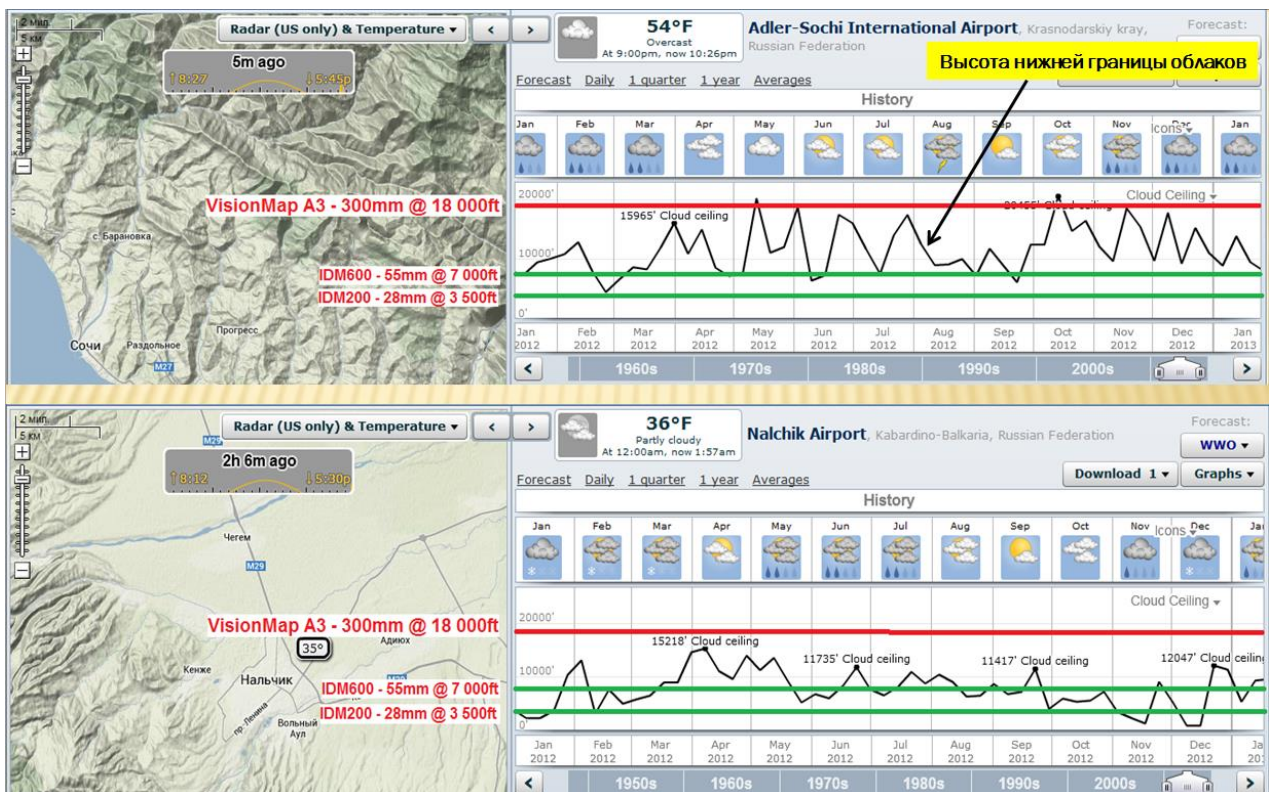 2 мил.
5 км
Radar (US only) & Temperature
5m ago
↑8:27 ↓5:45p
VisionMap A3 - 300mm @ 18 000ft
с. Барановка
IDM600 - 55mm @ 7 000ft
IDM200 - 28mm @ 3 500ft
Прогресс
Сочи
Раздольное
M27
54°F
Overcast
At 9:00pm, now 10:26pm
Adler-Sochi International Airport, Krasnodarskiy kray,
Russian Federation
Forecast:
Высота нижней границы облаков
Forecast Daily 1 quarter 1 year Averages
History
Jan Feb Mar Apr May Jun Jul Aug Sep Oct Nov Dec Jan
Icons
20000'
Cloud Ceiling
15965' Cloud ceiling
20455' Cloud ceiling
10000'
0'
Jan Feb Mar Apr May Jun Jul Aug Sep Oct Nov Dec Jan
2012 2012 2012 2012 2012 2012 2012 2012 2012 2012 2012 2012 2013
1960s 1970s 1980s 1990s 2000s
2 мил.
5 км
M29
Radar (US only) & Temperature
2h 6m ago
↑8:12 ↓5:30p
Чегем
M29
VisionMap A3 - 300mm @ 18 000ft
35°
Адиюх
Кенже
Нальчик
IDM600 - 55mm @ 7 000ft
IDM200 - 28mm @ 3 500ft
пр. Ленина
Вольный
Аул
36°F
Partly cloudy
At 12:00am, now 1:57am
Nalchik Airport, Kabardino-Balkaria, Russian Federation
Forecast:
WWO
Download 1 Graphs
Forecast Daily 1 quarter 1 year Averages
History
Jan Feb Mar Apr May Jun Jul Aug Sep Oct Nov Dec
Icons
Cloud Ceiling
20000'
15218' Cloud ceiling
11735' Cloud ceiling
11417' Cloud ceiling
12047' Cloud ceiling
10000'
0'
Jan Feb Mar Apr May Jun Jul Aug Sep Oct Nov Dec
2012 2012 2012 2012 2012 2012 2012 2012 2012 2012 2012 2012
1950s 1960s 1970s 1980s 1990s 2000s